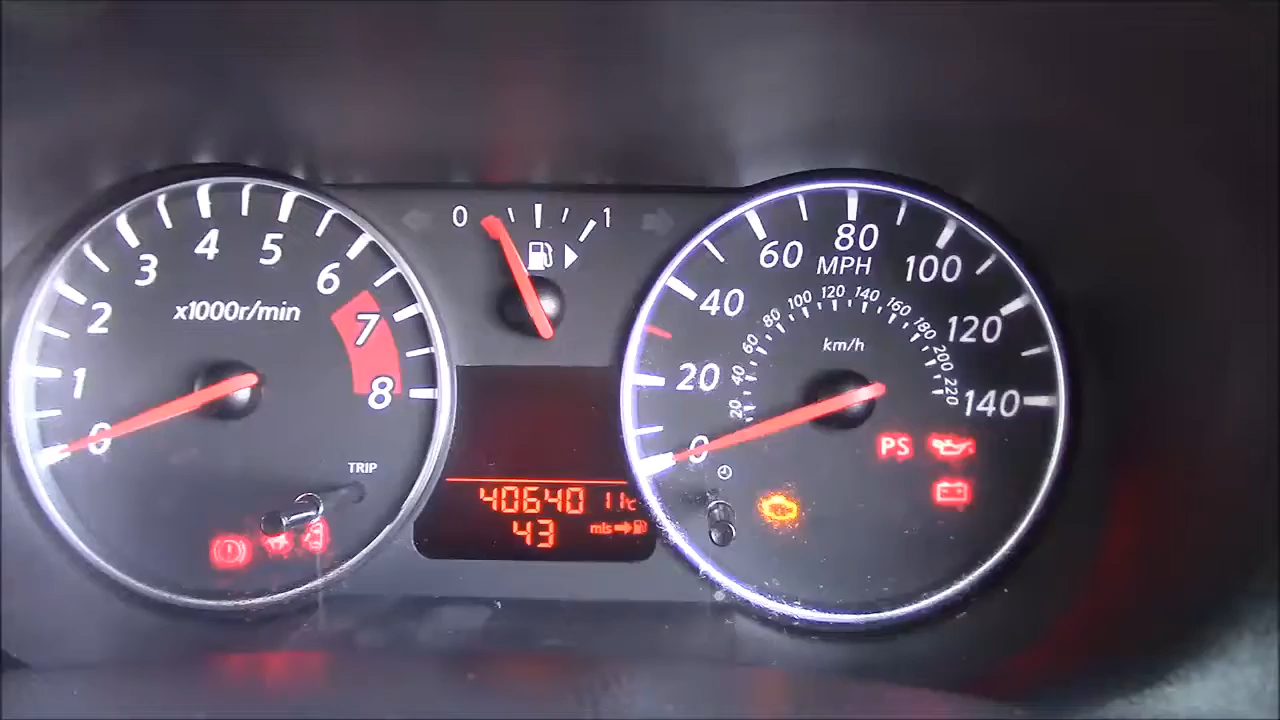 0 1 2 3 4 5 6 7 8
x1000r/min
TRIP
0 1
40640 11°C
43 mls
0 20 40 60 80 100 120 140
MPH
20 40 60 80 100 120 140 160 180 200 220
km/h
PS